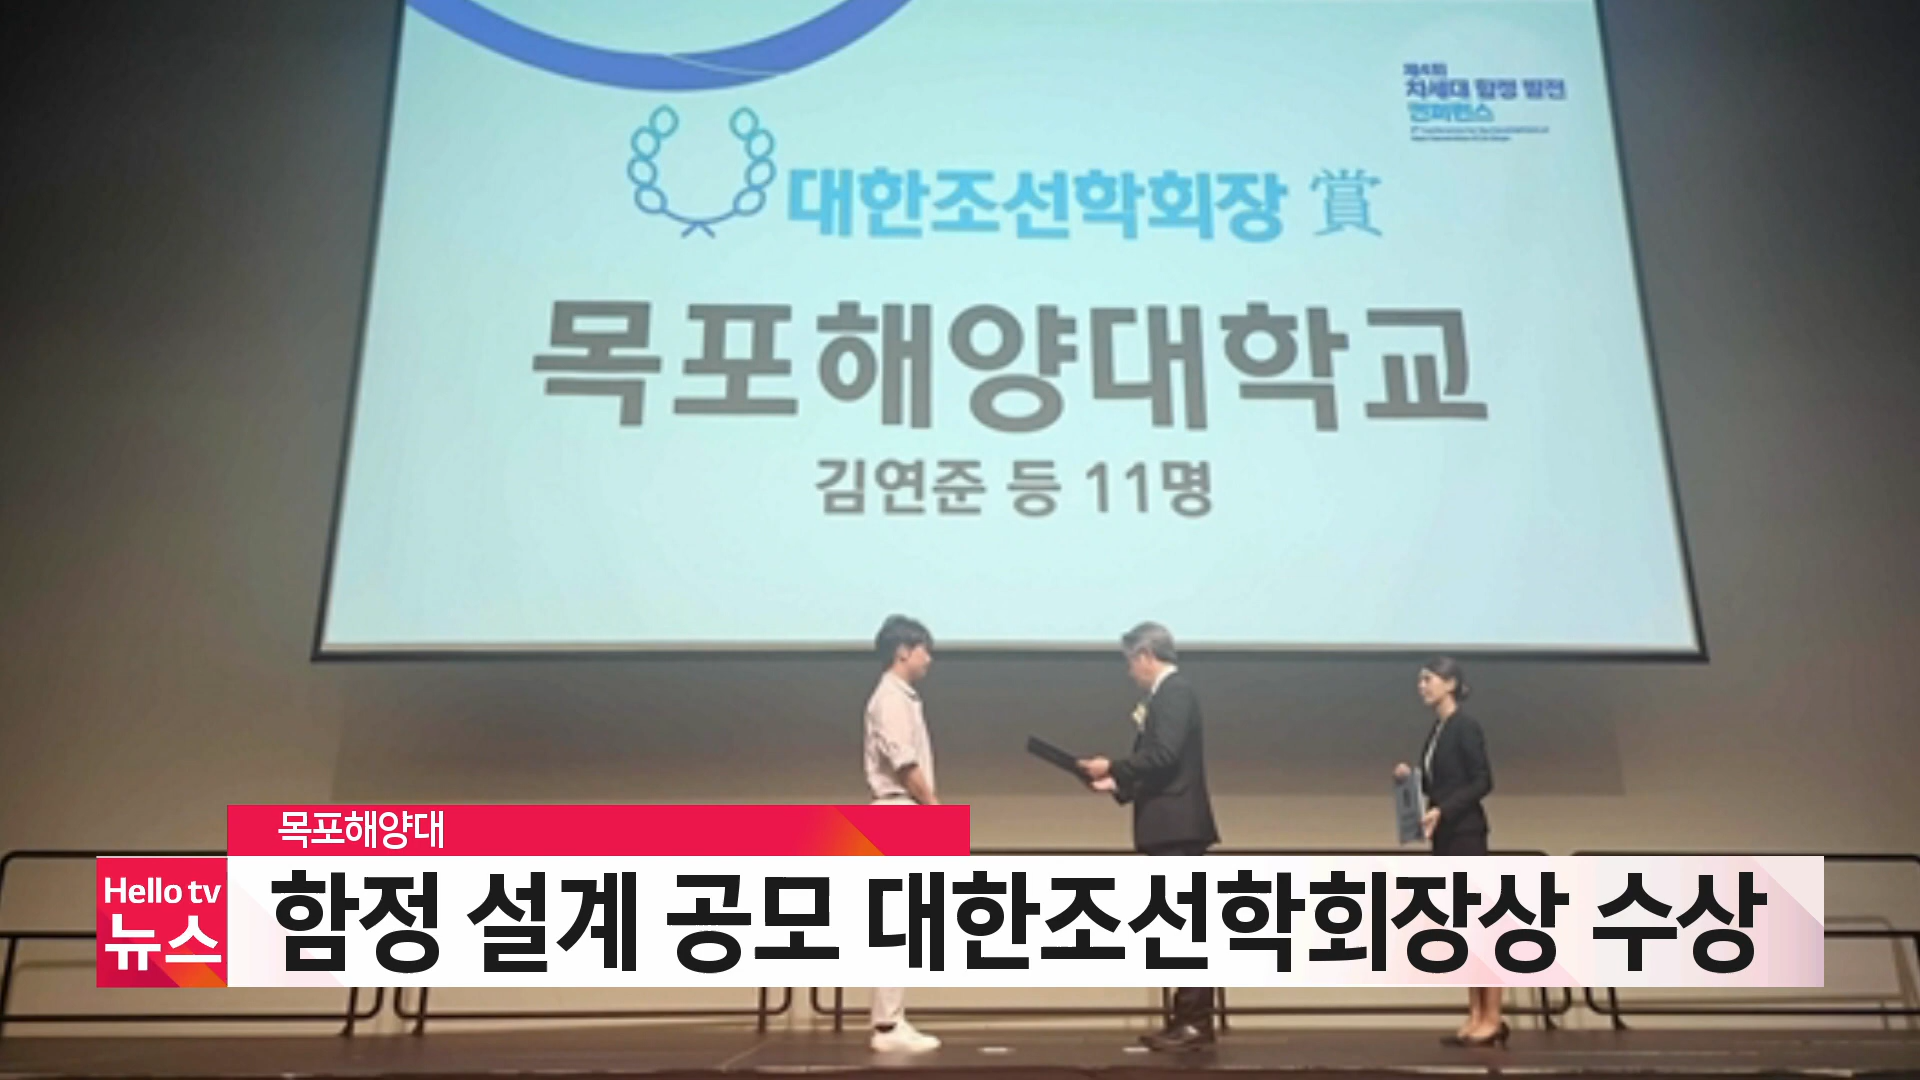 제4회
차세대 함정 발전
컨퍼런스
대한조선학회장 賞
목포해양대학교
김연준 등 11명
목포해양대
Hello tv
뉴스
함정 설계 공모 대한조선학회장상 수상